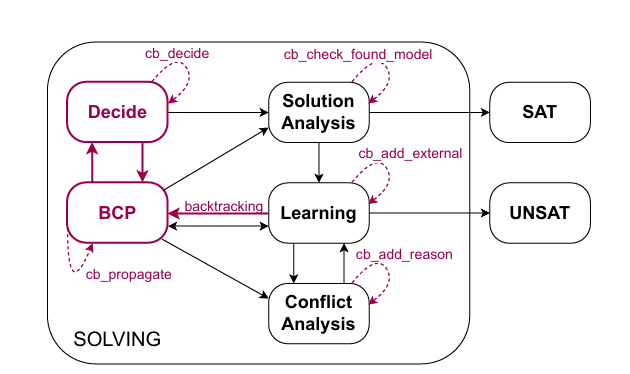 cb_decide
cb_check_found_model
Decide
Solution
Analysis
SAT
cb_add_external
BCP
backtracking
Learning
UNSAT
cb_propagate
cb_add_reason
Conflict
Analysis
SOLVING